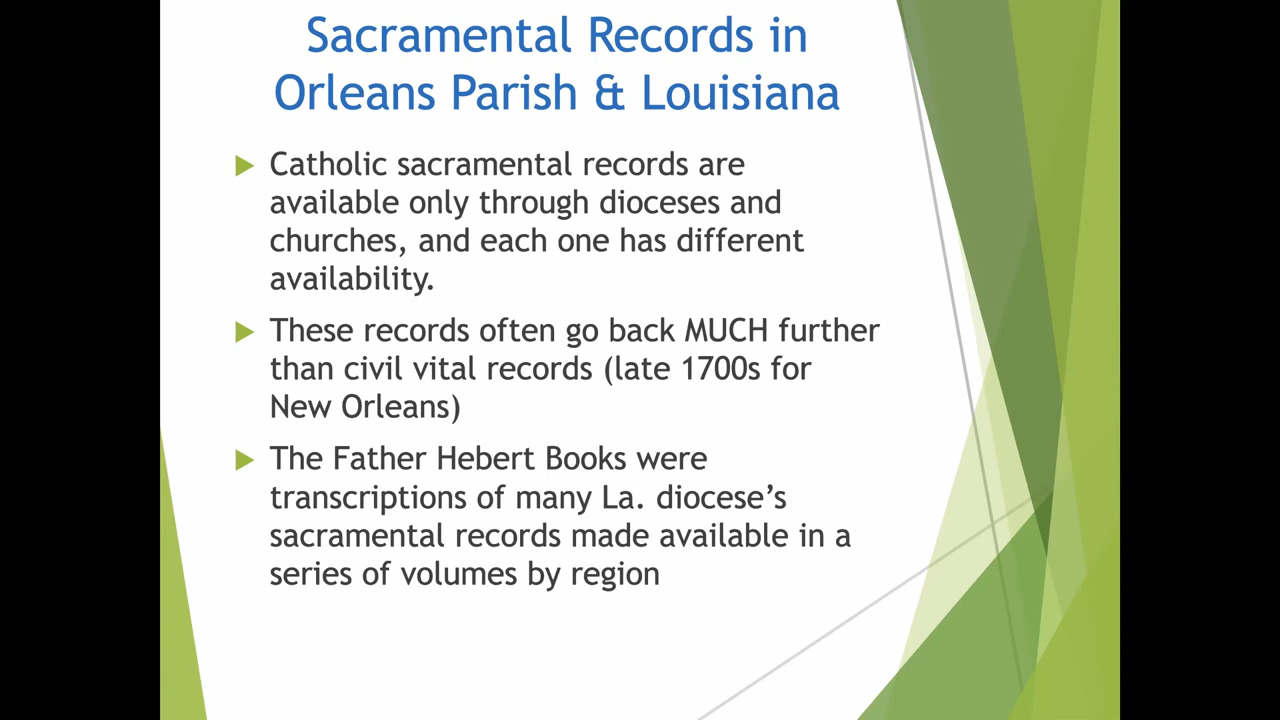 Sacramental Records in
Orleans Parish & Louisiana
Catholic sacramental records are
available only through dioceses and
churches, and each one has different
availability.
These records often go back MUCH further
than civil vital records (late 1700s for
New Orleans)
The Father Hebert Books were
transcriptions of many La. diocese’s
sacramental records made available in a
series of volumes by region